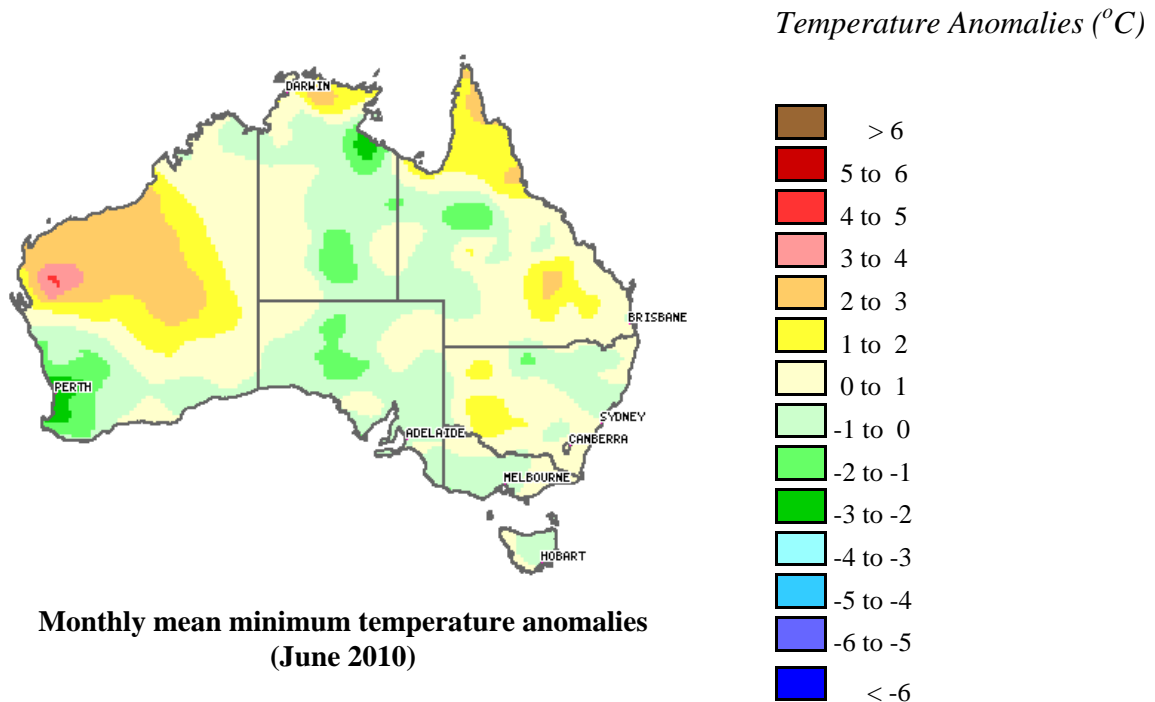 Temperature Anomalies (°C)
DARWIN
> 6
5 to 6
4 to 5
3 to 4
2 to 3
BRISBANE
1 to 2
PERTH
0 to 1
SYDNEY
-1 to 0
ADELAIDE
CANBERRA
MELBOURNE
-2 to -1
-3 to -2
HOBART
-4 to -3
-5 to -4
-6 to -5
< -6
Monthly mean minimum temperature anomalies
(June 2010)